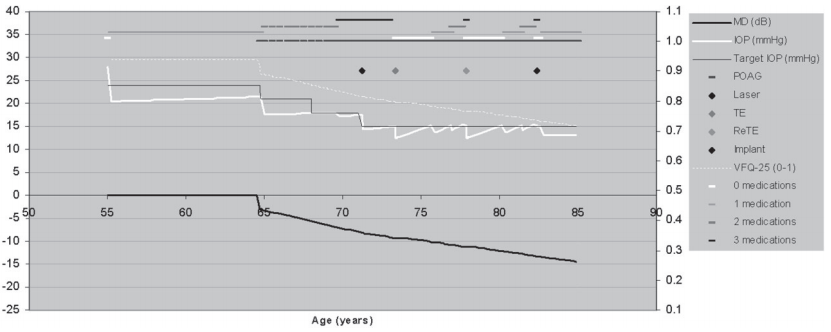 40
35
30
25
20
15
10
5
0
-5
-10
-15
-20
-25
50 55 60 65 70 75 80 85 90
1.1
1.0
0.9
0.8
0.7
0.6
0.5
0.4
0.3
0.2
0.1
Age (years)
MD (dB)
IOP (mmHg)
Target IOP (mmHg)
POAG
Laser
TE
ReTE
Implant
VFQ-25 (0-1)
0 medications
1 medication
2 medications
3 medications